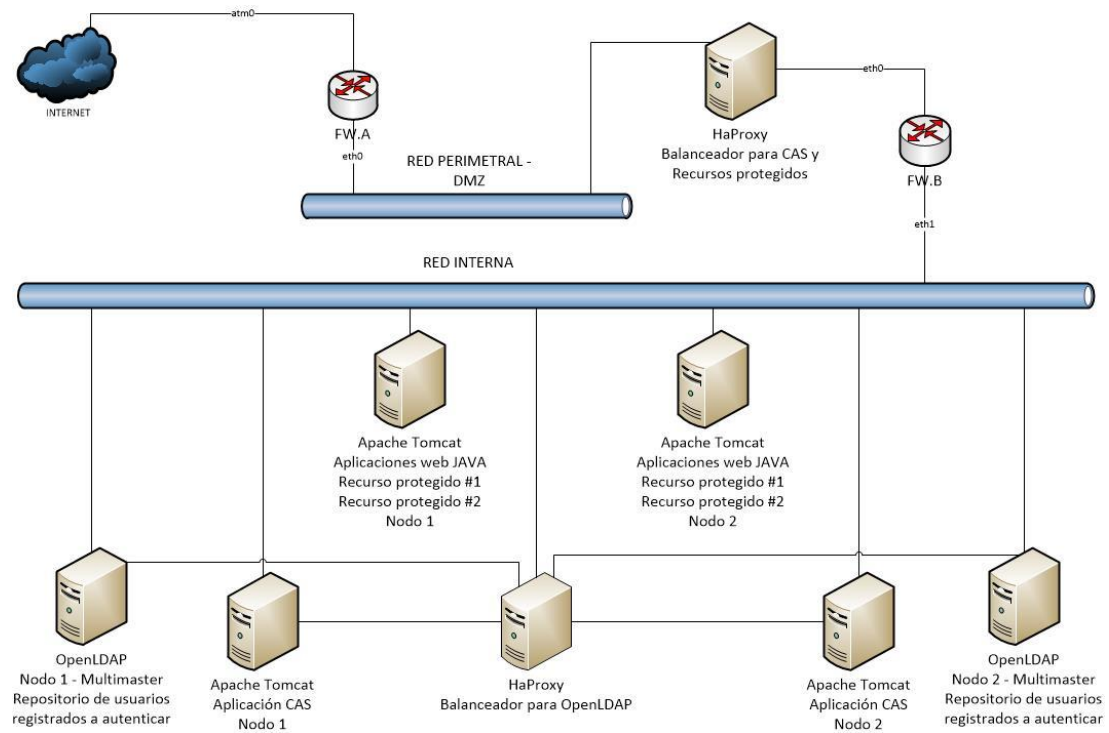 atm0
INTERNET
FW.A
eth0
RED PERIMETRAL -
DMZ
HaProxy
Balanceador para CAS y
Recursos protegidos
eth0
FW.B
eth1
RED INTERNA
Apache Tomcat
Aplicaciones web JAVA
Recurso protegido #1
Recurso protegido #2
Nodo 1
Apache Tomcat
Aplicaciones web JAVA
Recurso protegido #1
Recurso protegido #2
Nodo 2
OpenLDAP
Nodo 1 - Multimaster
Repositorio de usuarios
registrados a autenticar
Apache Tomcat
Aplicación CAS
Nodo 1
HaProxy
Balanceador para OpenLDAP
Apache Tomcat
Aplicación CAS
Nodo 2
OpenLDAP
Nodo 2 - Multimaster
Repositorio de usuarios
registrados a autenticar